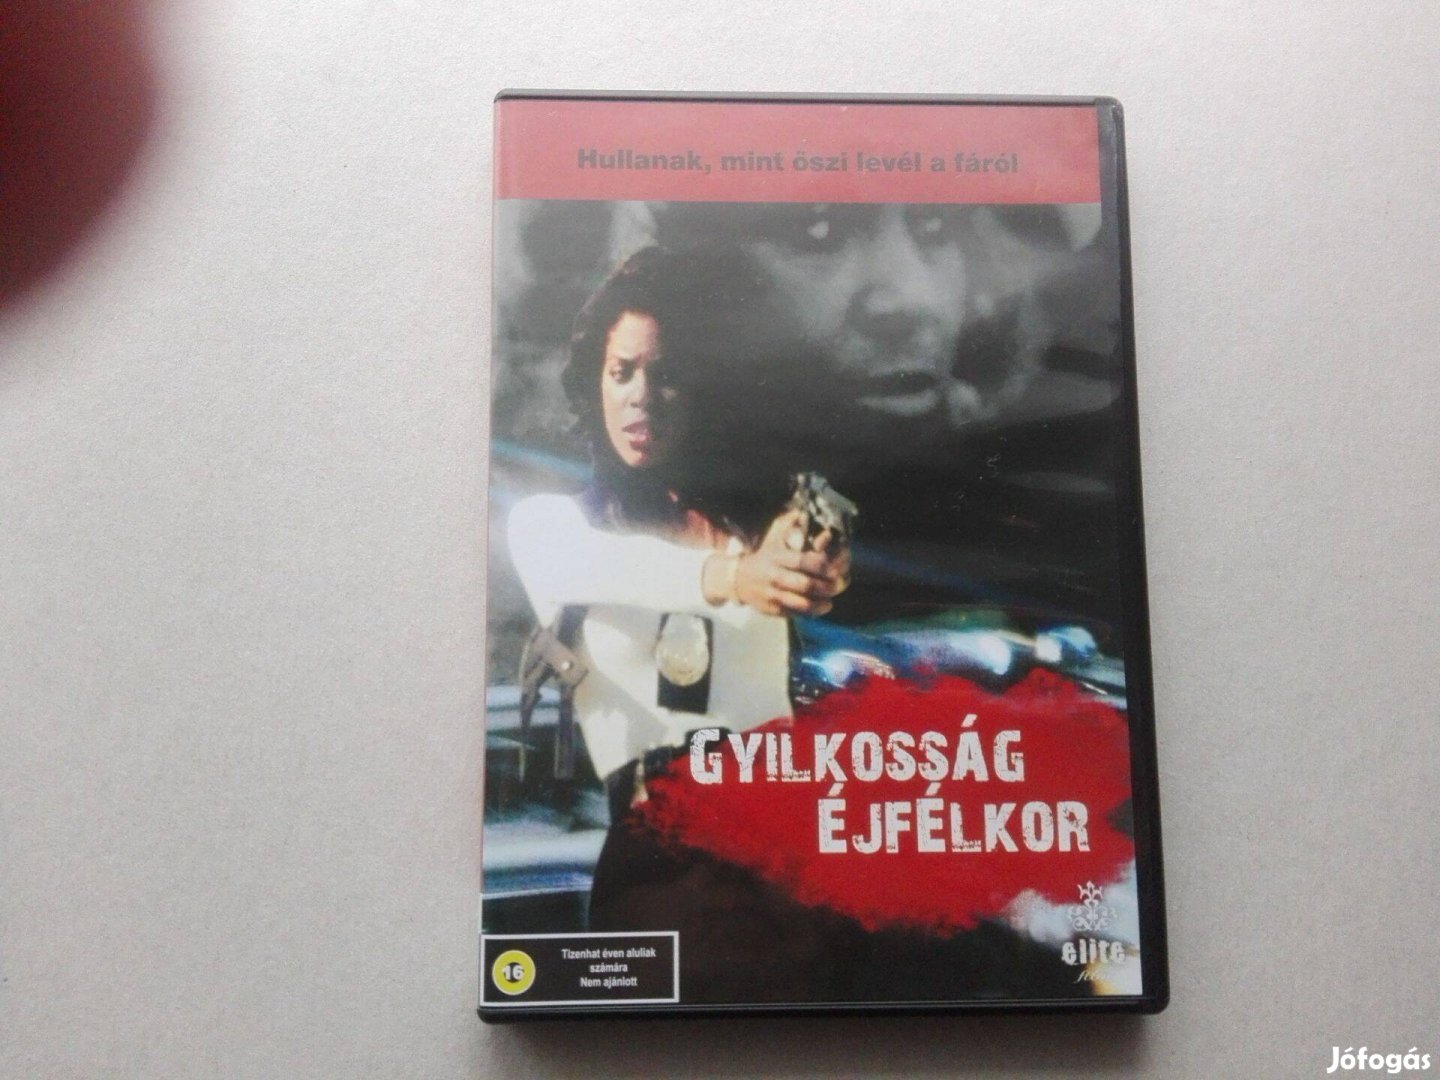 Hullanak, mint őszi levél a fáról
GYILKOSSÁG
ÉJFÉLKOR
16
Tizenhat éven aluliak
számára
Nem ajánlott
elite
Jófogás